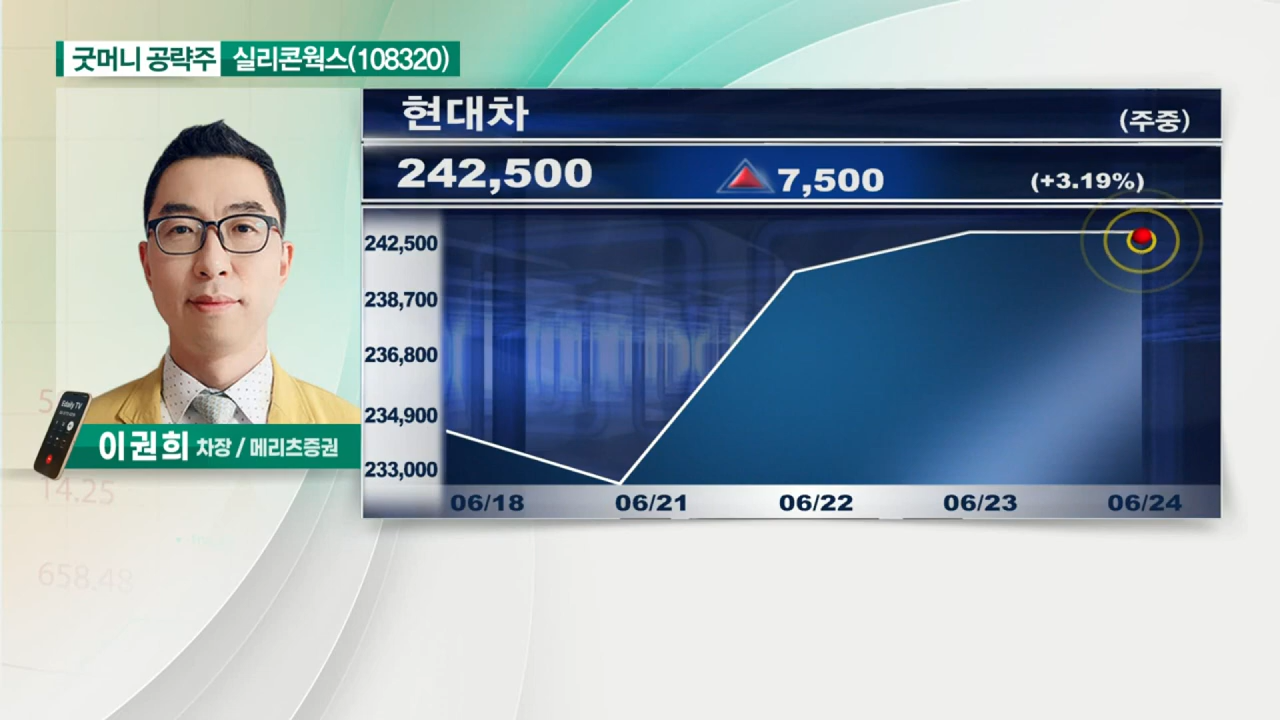 굿머니 공략주 실리콘웍스(108320)
현대차 (주중)
242,500 7,500 (+3.19%)
242,500
238,700
236,800
234,900
233,000
06/18 06/21 06/22 06/23 06/24
이권희 차장 / 메리츠증권
14.25
658.48